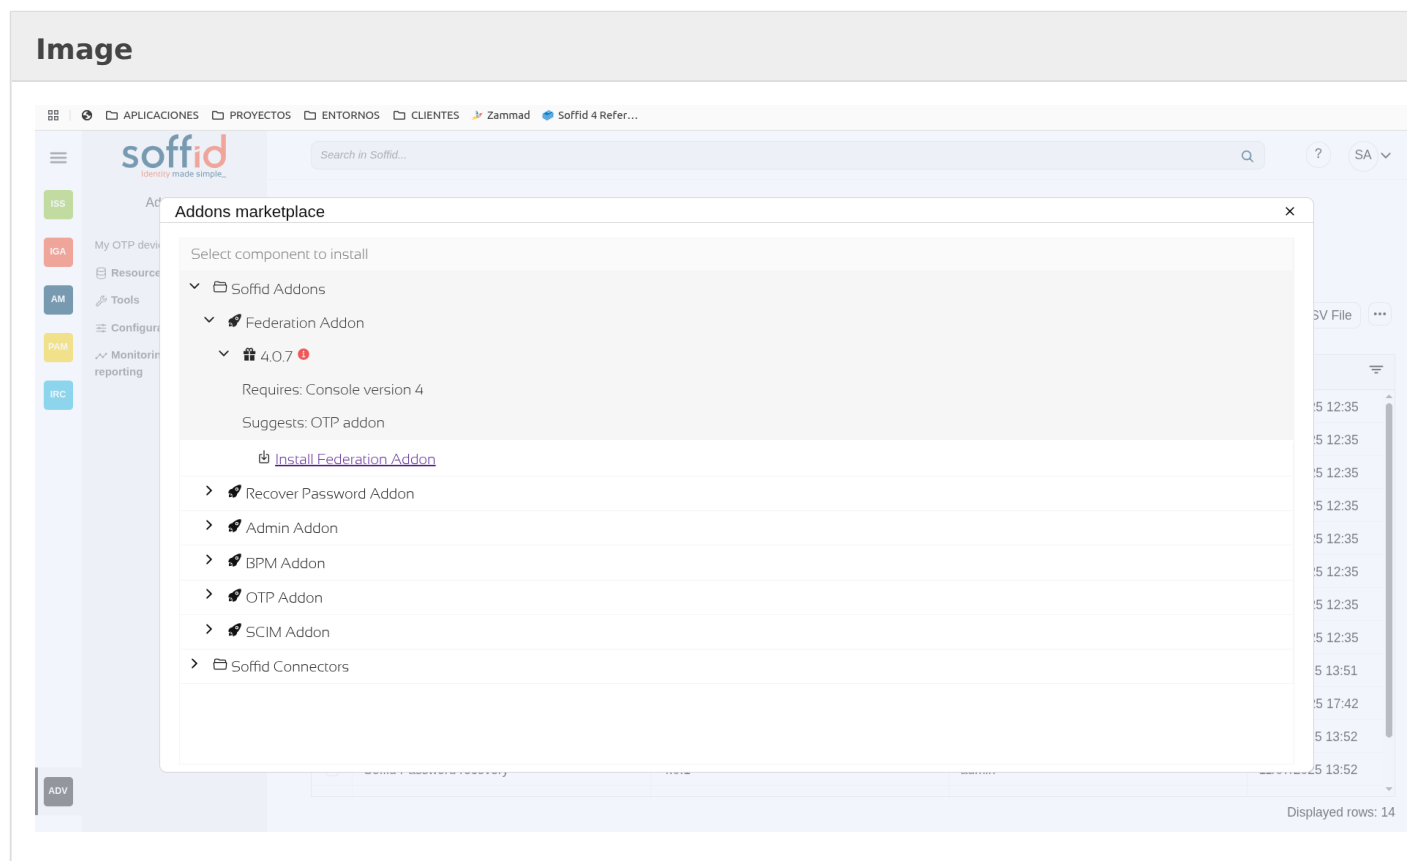 Image
APLICACIONES PROYECTOS ENTORNOS CLIENTES Zammad Soffid 4 Refer...
soffid
Identity made simple_
Search in Soffid...
?
SA
ISS
IGA
AM
PAM
IRC
ADV
My OTP
Resource
Tools
Monitorin
reporting
Addons marketplace
×
Select component to install
Soffid Addons
Federation Addon
4.0.7
Requires: Console version 4
Suggests: OTP addon
Install Federation Addon
Recover Password Addon
Admin Addon
BPM Addon
OTP Addon
SCIM Addon
Soffid Connectors
SV File
5 12:35
5 12:35
5 12:35
5 12:35
5 12:35
5 12:35
5 12:35
5 12:35
5 13:51
5 17:42
5 13:52
5 13:52
Displayed rows: 14